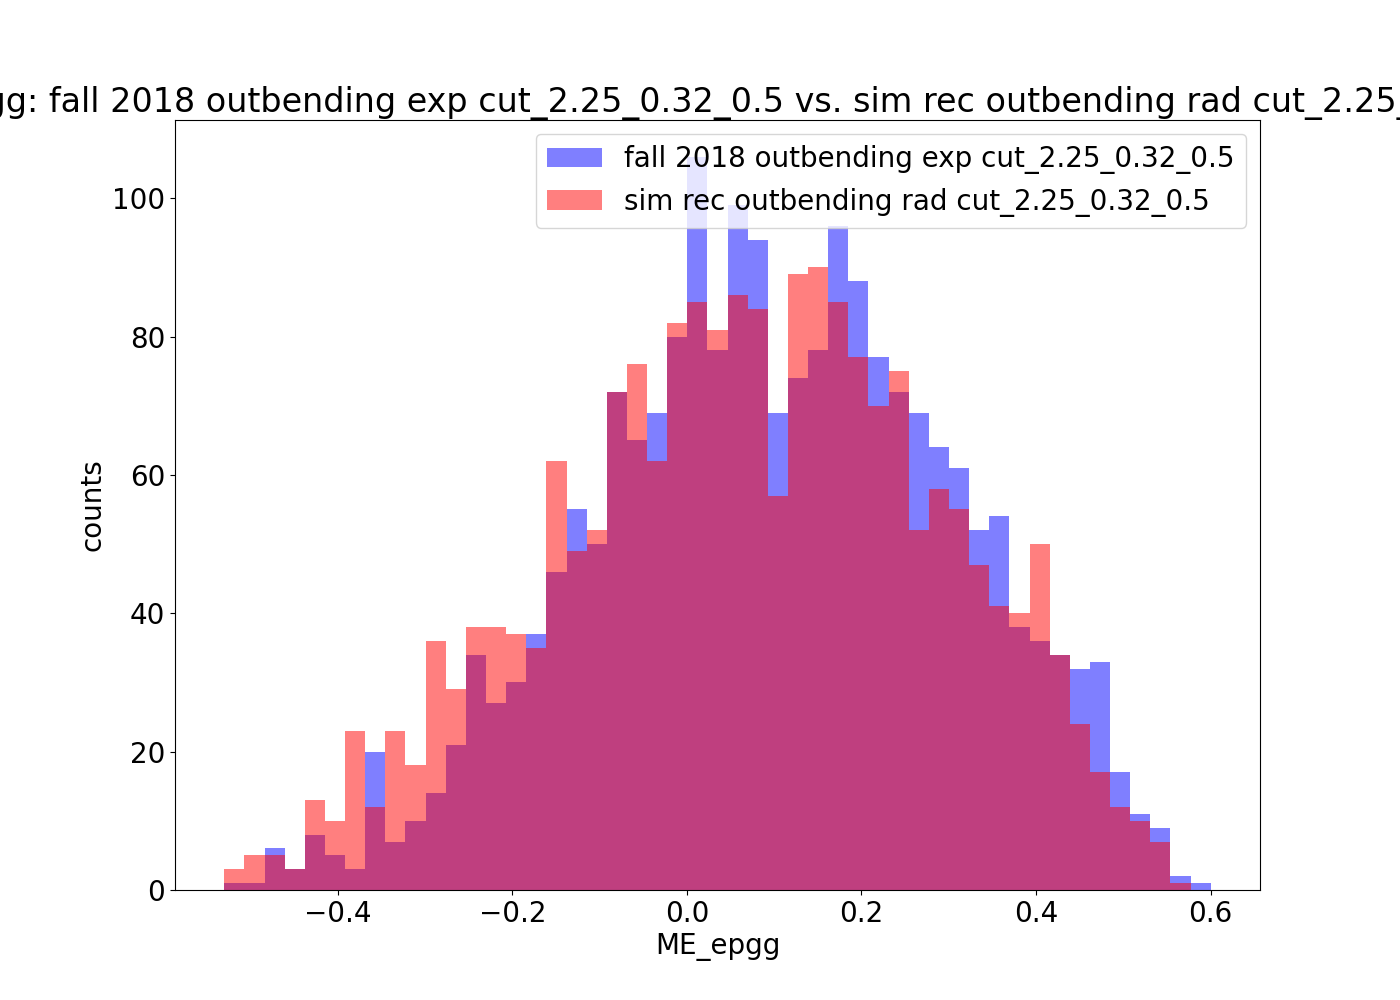 gg: fall 2018 outbending exp cut_2.25_0.32_0.5 vs. sim rec outbending rad cut_2.25_
fall 2018 outbending exp cut_2.25_0.32_0.5
sim rec outbending rad cut_2.25_0.32_0.5
100
80
60
40
20
0
counts
−0.4 −0.2 0.0 0.2 0.4 0.6
ME_epgg